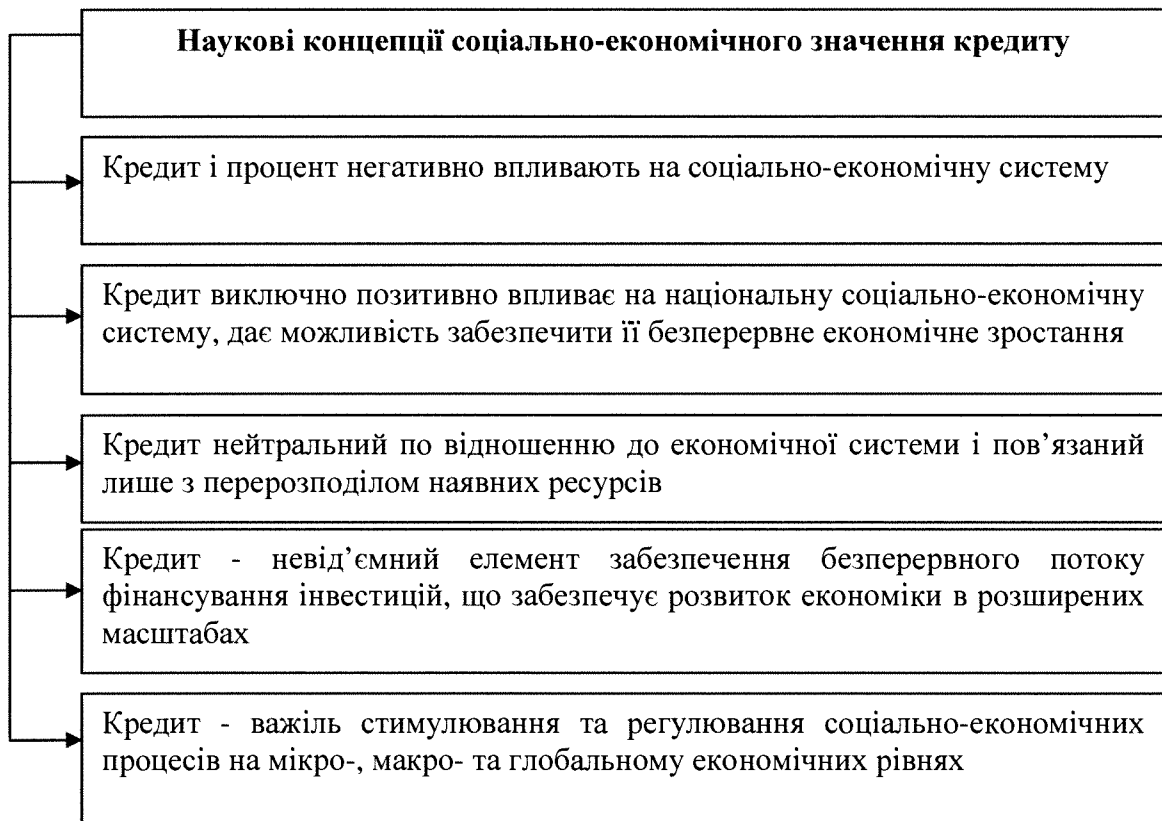 Наукові концепції соціально-економічного значення кредиту
Кредит і процент негативно впливають на соціально-економічну систему
Кредит виключно позитивно впливає на національну соціально-економічну
систему, дає можливість забезпечити її безперервне економічне зростання
Кредит нейтральний по відношенню до економічної системи і пов’язаний
лише з перерозподілом наявних ресурсів
Кредит - невід’ємний елемент забезпечення безперервного потоку
фінансування інвестицій, що забезпечує розвиток економіки в розширених
масштабах
Кредит - важіль стимулювання та регулювання соціально-економічних
процесів на мікро-, макро- та глобальному економічних рівнях